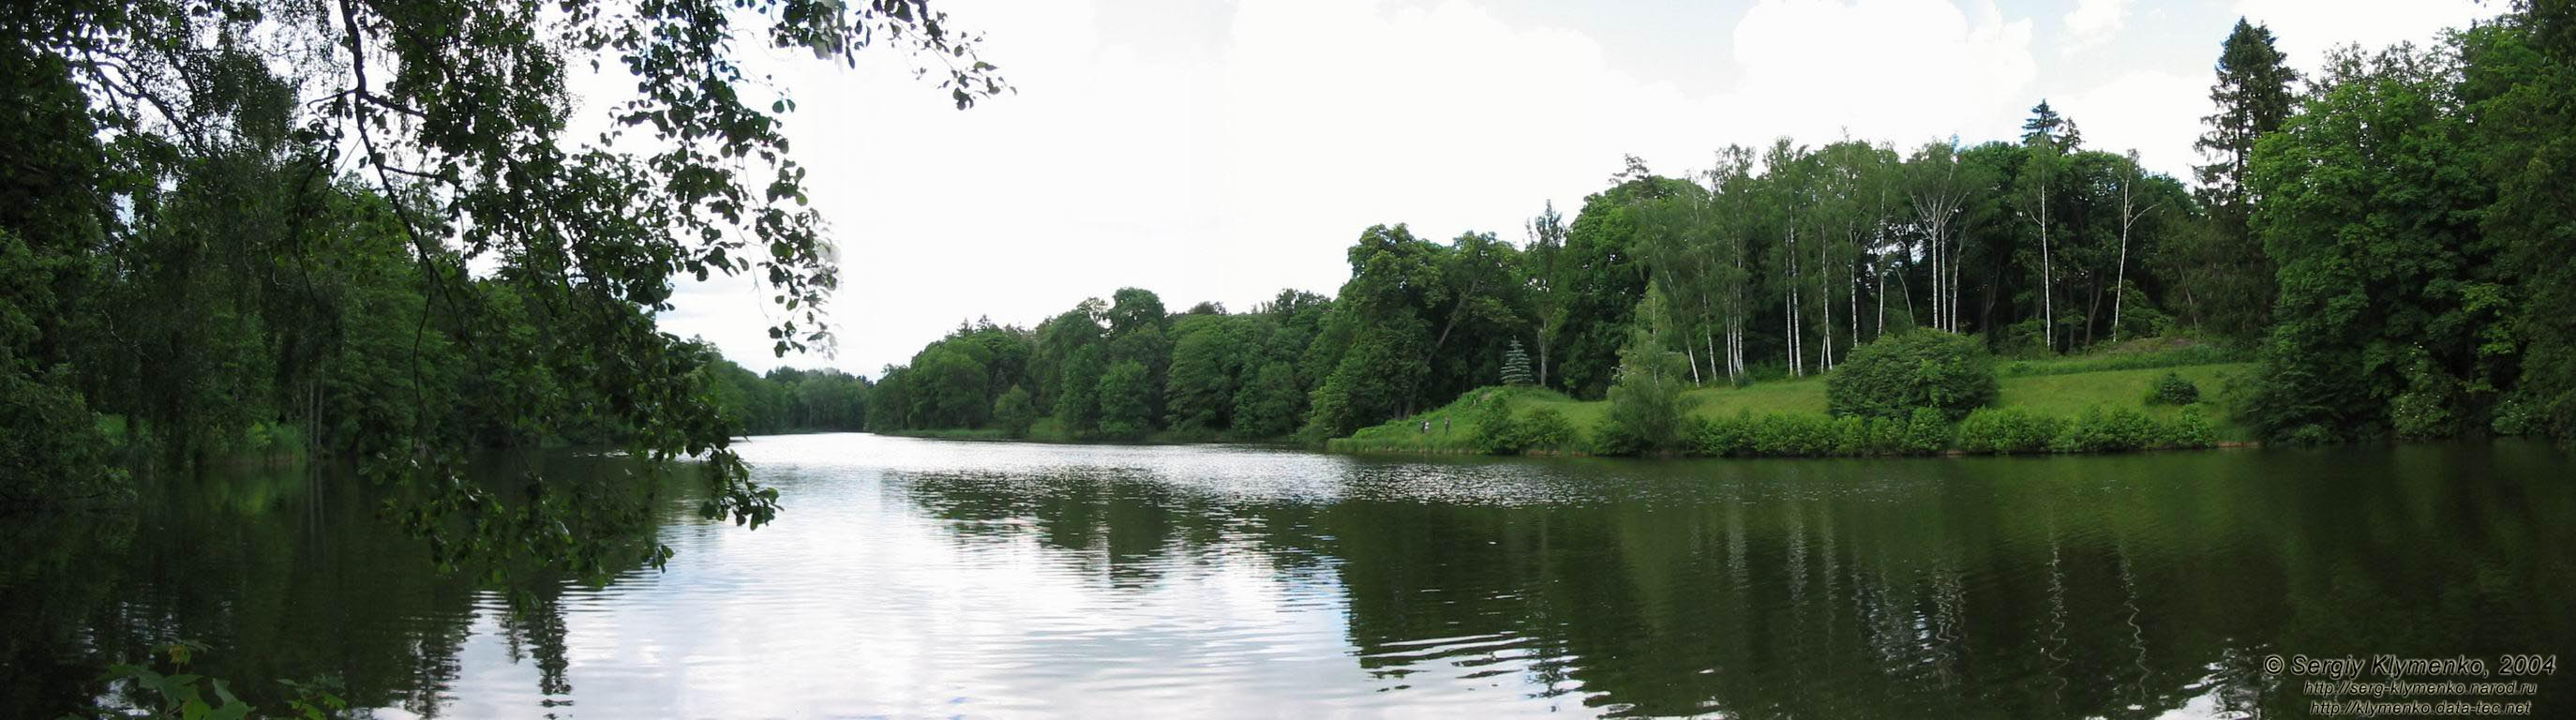 © Sergiy Klymenko, 2004
http://serg-klymenko.narod.ru
http://klymenko.data-tec.net